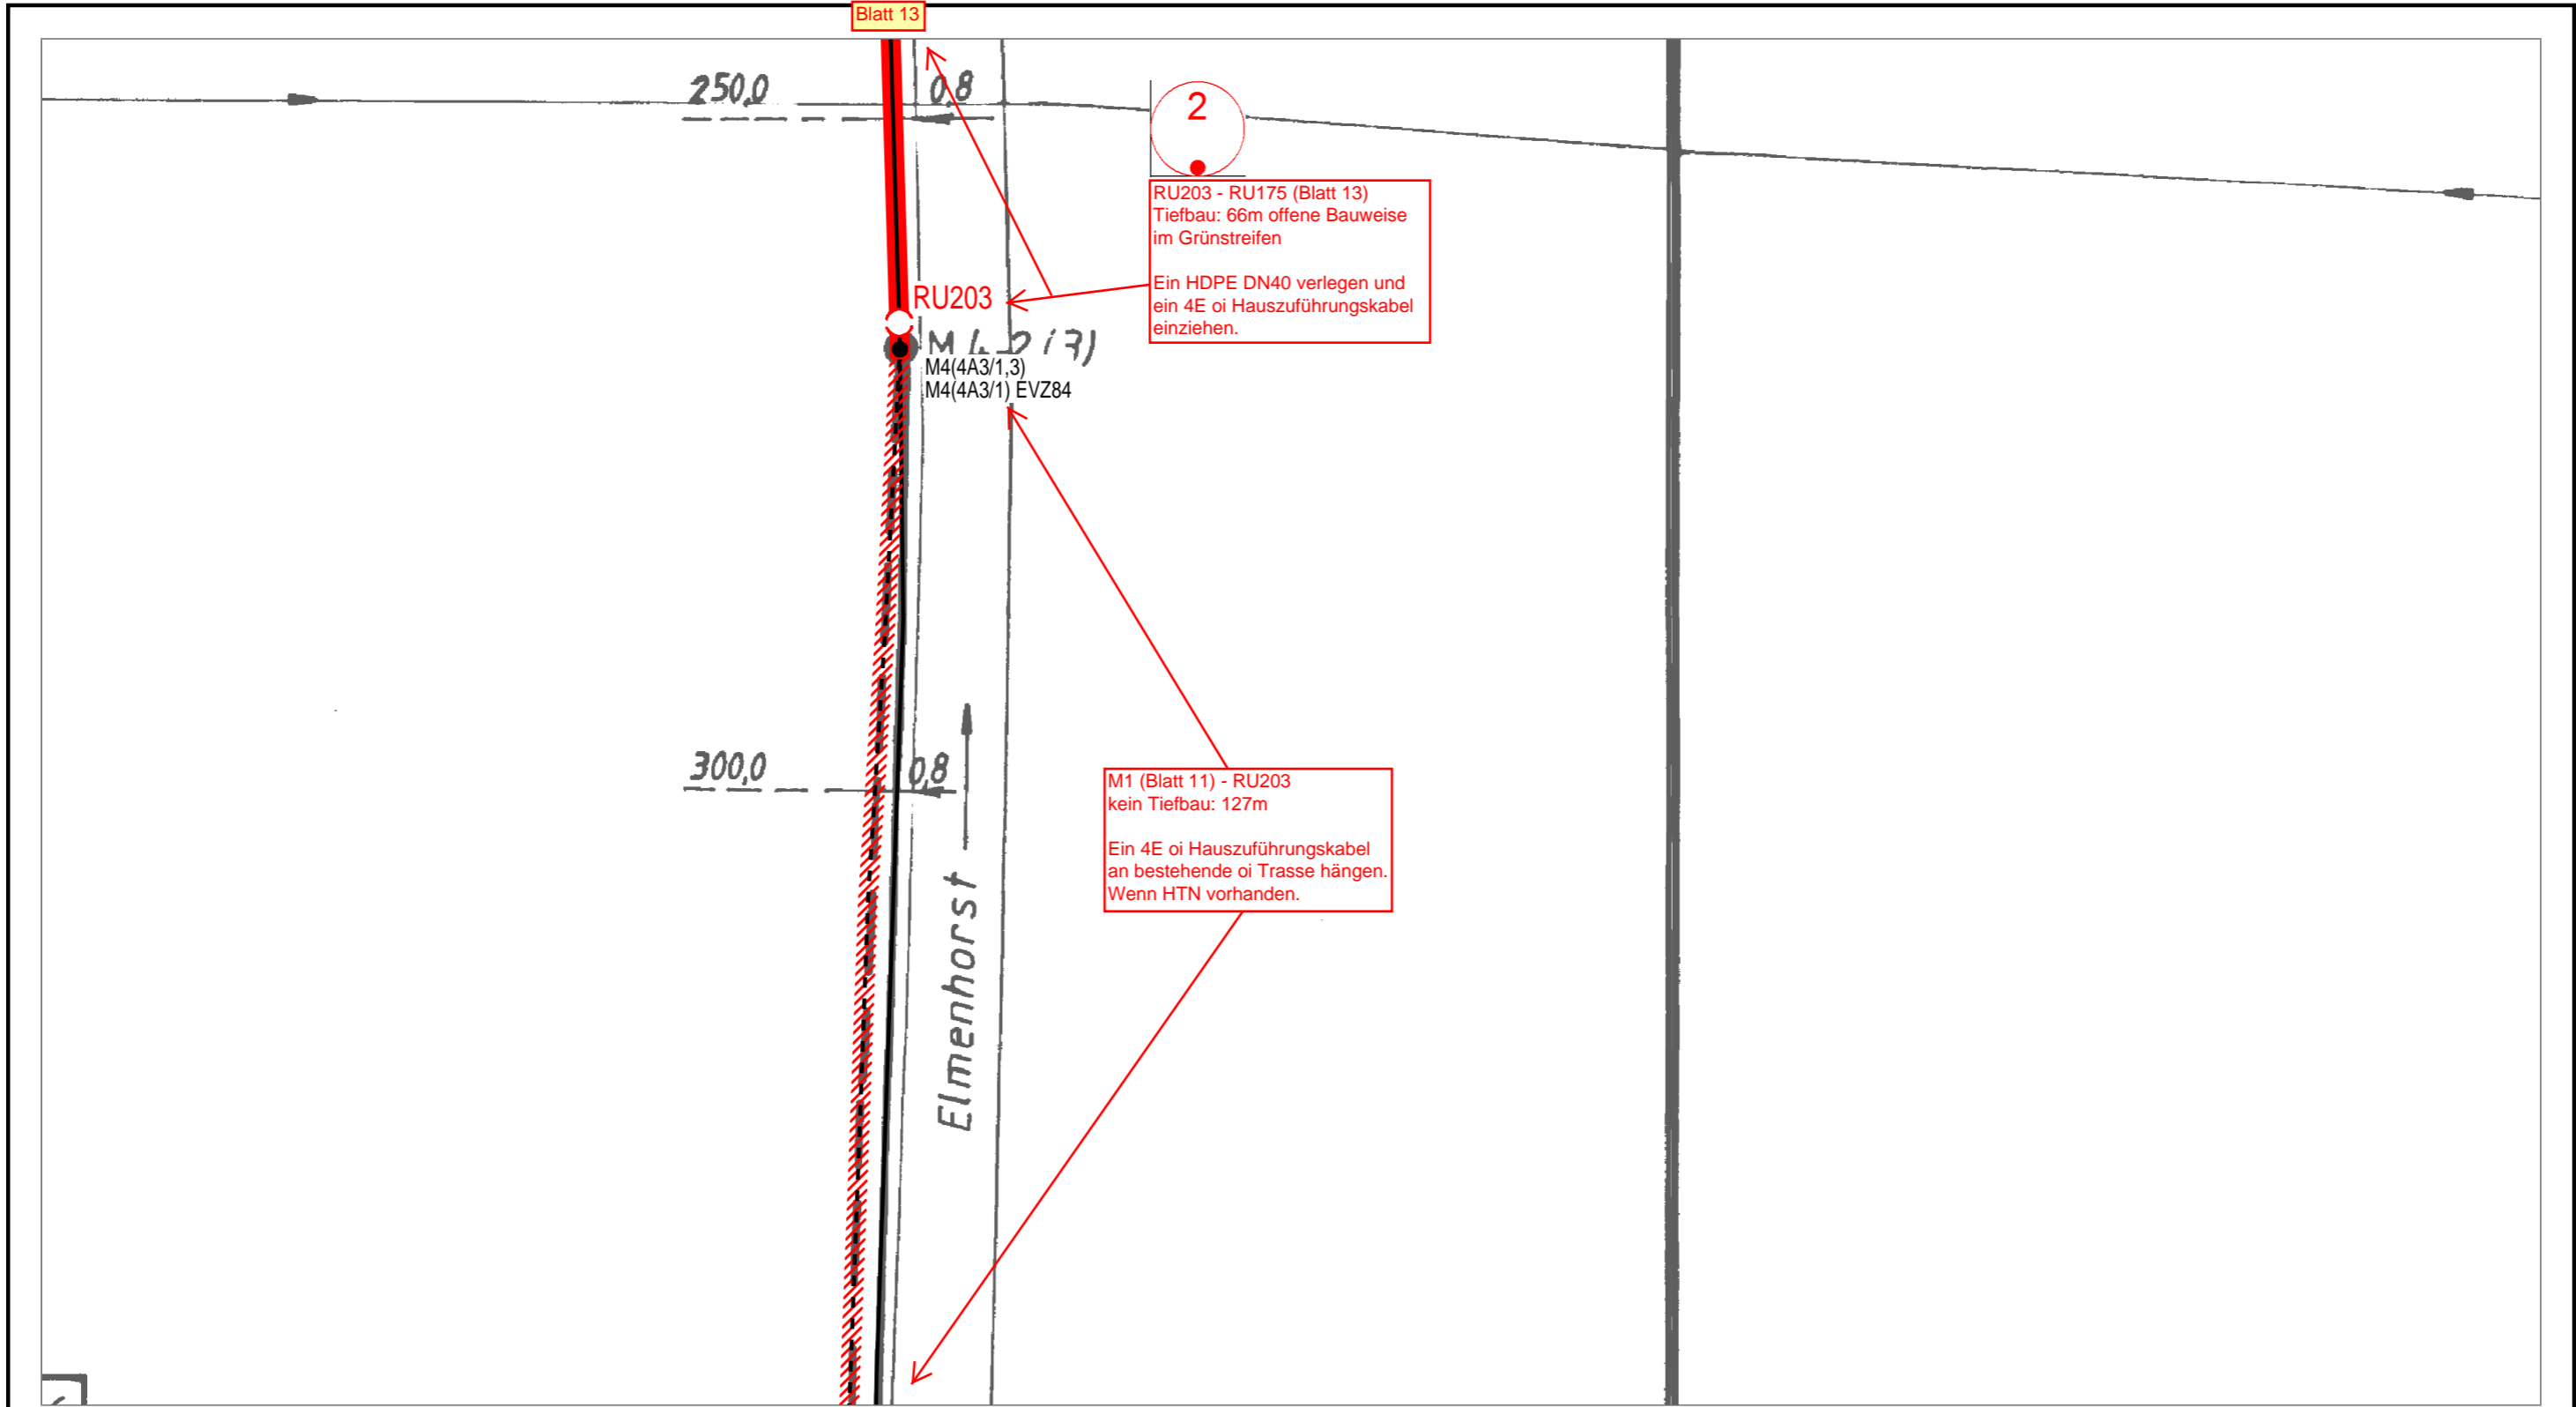 Blatt 13
250,0
0,8
2
RU203 - RU175 (Blatt 13)
Tiefbau: 66m offene Bauweise
im Grünstreifen
Ein HDPE DN40 verlegen und
ein 4E oi Hauszuführungskabel
einziehen.
RU203
M4(4A3/1,3)
M4(4A3/1) EVZ84
300,0
0,8
M1 (Blatt 11) - RU203
kein Tiefbau: 127m
Ein 4E oi Hauszuführungskabel
an bestehende oi Trasse hängen.
Wenn HTN vorhanden.
Elmenhorst